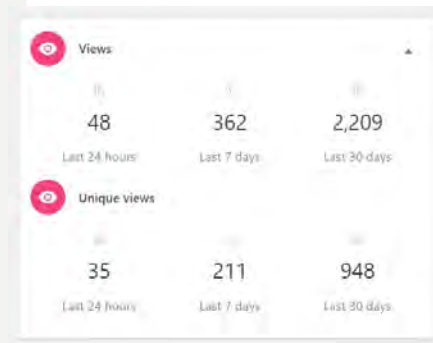 Views
48 362 2,209
Last 24 hours Last 7 days Last 30 days
Unique views
35 211 948
Last 24 hours Last 7 days Last 30 days